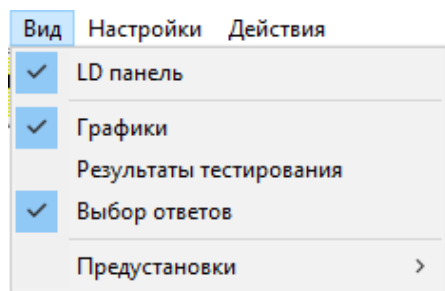 Вид Настройки Действия
LD панель
Графики
Результаты тестирования
Выбор ответов
Предустановки